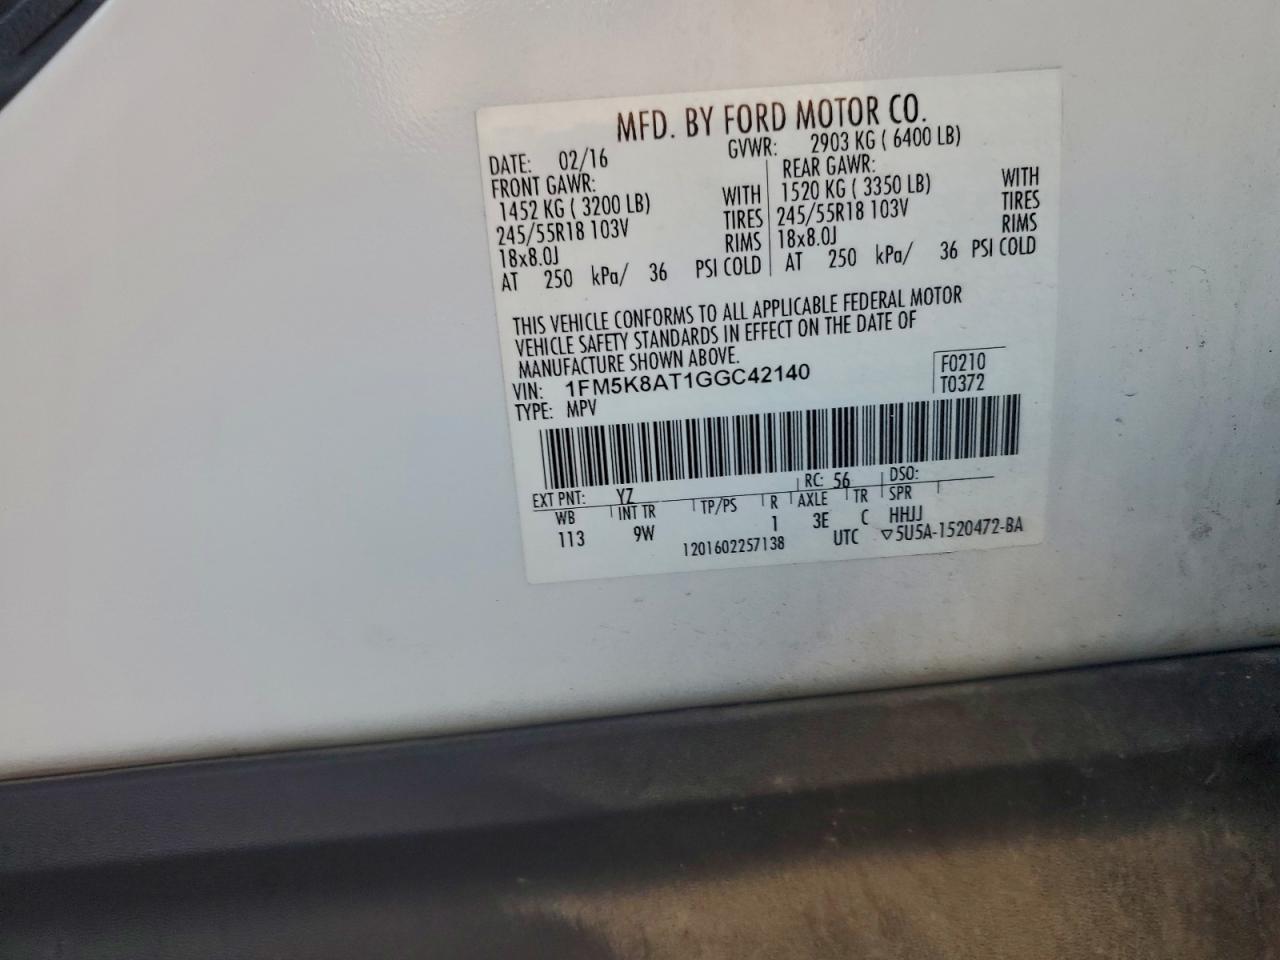 MFD. BY FORD MOTOR CO.
DATE: 02/16 GVWR: 2903 KG ( 6400 LB)
FRONT GAWR: REAR GAWR:
1452 KG ( 3200 LB) WITH 1520 KG ( 3350 LB) WITH
245/55R18 103V TIRES 245/55R18 103V TIRES
18x8.0J RIMS 18x8.0J RIMS
AT 250 kPa/ 36 PSI COLD AT 250 kPa/ 36 PSI COLD
THIS VEHICLE CONFORMS TO ALL APPLICABLE FEDERAL MOTOR
VEHICLE SAFETY STANDARDS IN EFFECT ON THE DATE OF
MANUFACTURE SHOWN ABOVE.
VIN: 1FM5K8AT1GGC42140
TYPE: MPV
F0210
T0372
EXT PNT: YZ RC: 56 DSO:
WB INT TR TP/PS R AXLE TR SPR
113 9W 1 3E C HHJJ
1201602257138 UTC ▽5U5A-1520472-BA